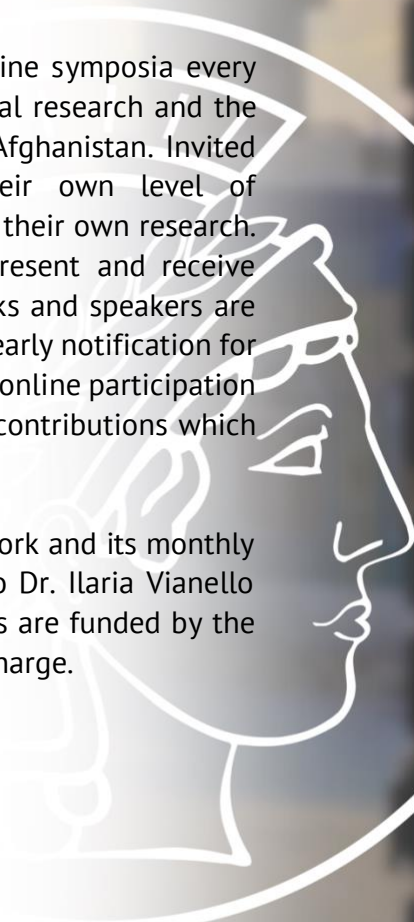 ine symposia every
al research and the
Afghanistan. Invited
eir own level of
their own research.
resent and receive
ks and speakers are
early notification for
online participation
contributions which
ork and its monthly
o Dr. Ilaria Vianello
s are funded by the
harge.